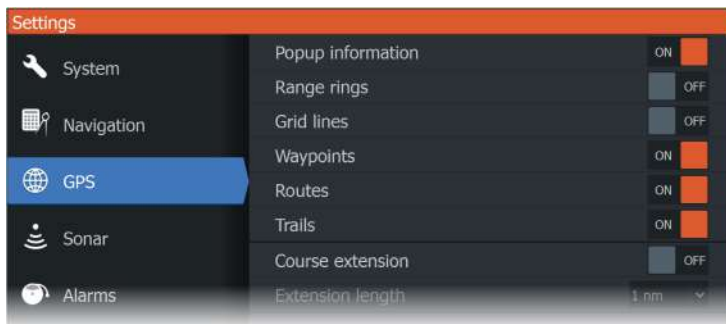 Settings
System
Navigation
GPS
Sonar
Alarms
Popup information ON
Range rings OFF
Grid lines OFF
Waypoints ON
Routes ON
Trails ON
Course extension OFF
Extension length 1 nm